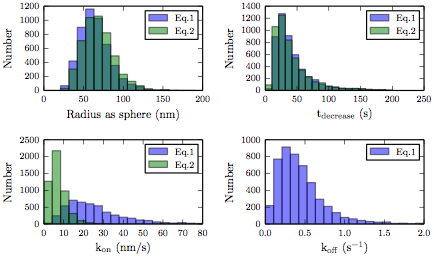 1200
1000
800
600
400
200
0
Number
Eq.1
Eq.2
0 50 100 150 200
Radius as sphere (nm)
1400
1200
1000
800
600
400
200
0
Number
Eq.1
Eq.2
0 50 100 150 200 250
t_decrease (s)
2500
2000
1500
1000
500
0
Number
Eq.1
Eq.2
0 10 20 30 40 50 60 70 80
k_on (nm/s)
1000
800
600
400
200
0
Number
Eq.1
0.0 0.5 1.0 1.5 2.0
k_off (s⁻¹)